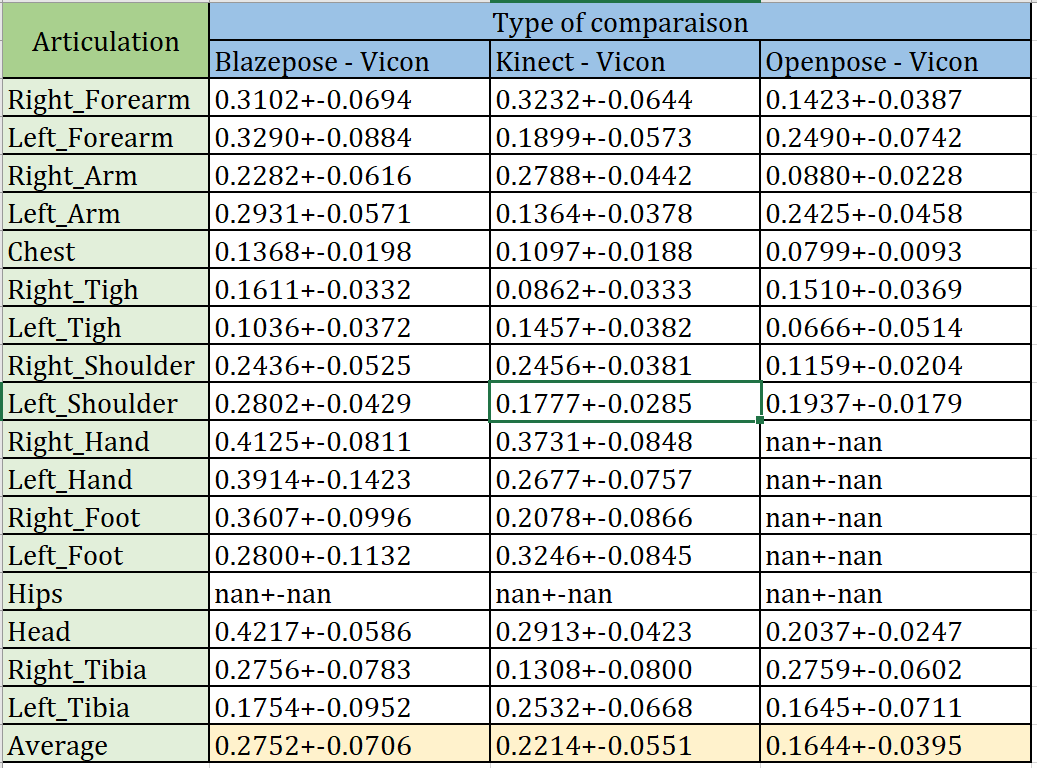 Articulation Type of comparaison
Blazepose - Vicon Kinect - Vicon Openpose - Vicon
Right_Forearm 0.3102+-0.0694 0.3232+-0.0644 0.1423+-0.0387
Left_Forearm 0.3290+-0.0884 0.1899+-0.0573 0.2490+-0.0742
Right_Arm 0.2282+-0.0616 0.2788+-0.0442 0.0880+-0.0228
Left_Arm 0.2931+-0.0571 0.1364+-0.0378 0.2425+-0.0458
Chest 0.1368+-0.0198 0.1097+-0.0188 0.0799+-0.0093
Right_Tigh 0.1611+-0.0332 0.0862+-0.0333 0.1510+-0.0369
Left_Tigh 0.1036+-0.0372 0.1457+-0.0382 0.0666+-0.0514
Right_Shoulder 0.2436+-0.0525 0.2456+-0.0381 0.1159+-0.0204
Left_Shoulder 0.2802+-0.0429 0.1777+-0.0285 0.1937+-0.0179
Right_Hand 0.4125+-0.0811 0.3731+-0.0848 nan+-nan
Left_Hand 0.3914+-0.1423 0.2677+-0.0757 nan+-nan
Right_Foot 0.3607+-0.0996 0.2078+-0.0866 nan+-nan
Left_Foot 0.2800+-0.1132 0.3246+-0.0845 nan+-nan
Hips nan+-nan nan+-nan nan+-nan
Head 0.4217+-0.0586 0.2913+-0.0423 0.2037+-0.0247
Right_Tibia 0.2756+-0.0783 0.1308+-0.0800 0.2759+-0.0602
Left_Tibia 0.1754+-0.0952 0.2532+-0.0668 0.1645+-0.0711
Average 0.2752+-0.0706 0.2214+-0.0551 0.1644+-0.0395